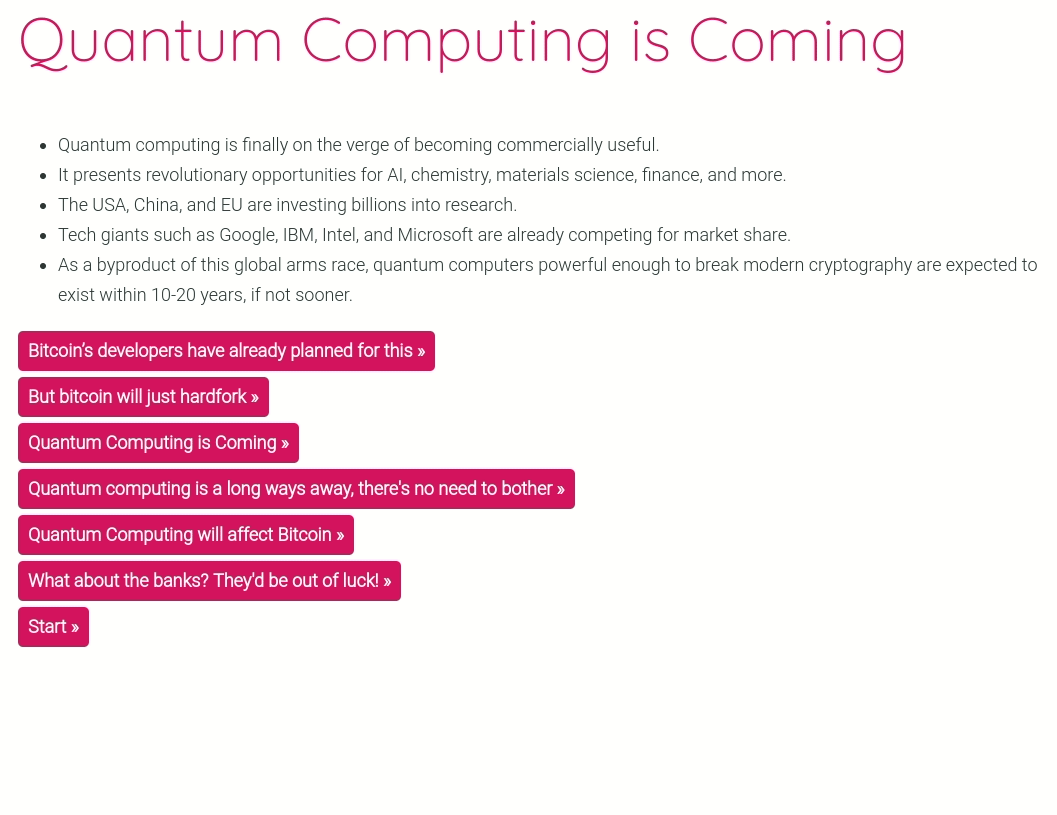 Quantum Computing is Coming
• Quantum computing is finally on the verge of becoming commercially useful.
• It presents revolutionary opportunities for AI, chemistry, materials science, finance, and more.
• The USA, China, and EU are investing billions into research.
• Tech giants such as Google, IBM, Intel, and Microsoft are already competing for market share.
• As a byproduct of this global arms race, quantum computers powerful enough to break modern cryptography are expected to
exist within 10-20 years, if not sooner.
Bitcoin’s developers have already planned for this »
But bitcoin will just hardfork »
Quantum Computing is Coming »
Quantum computing is a long ways away, there's no need to bother »
Quantum Computing will affect Bitcoin »
What about the banks? They'd be out of luck! »
Start »